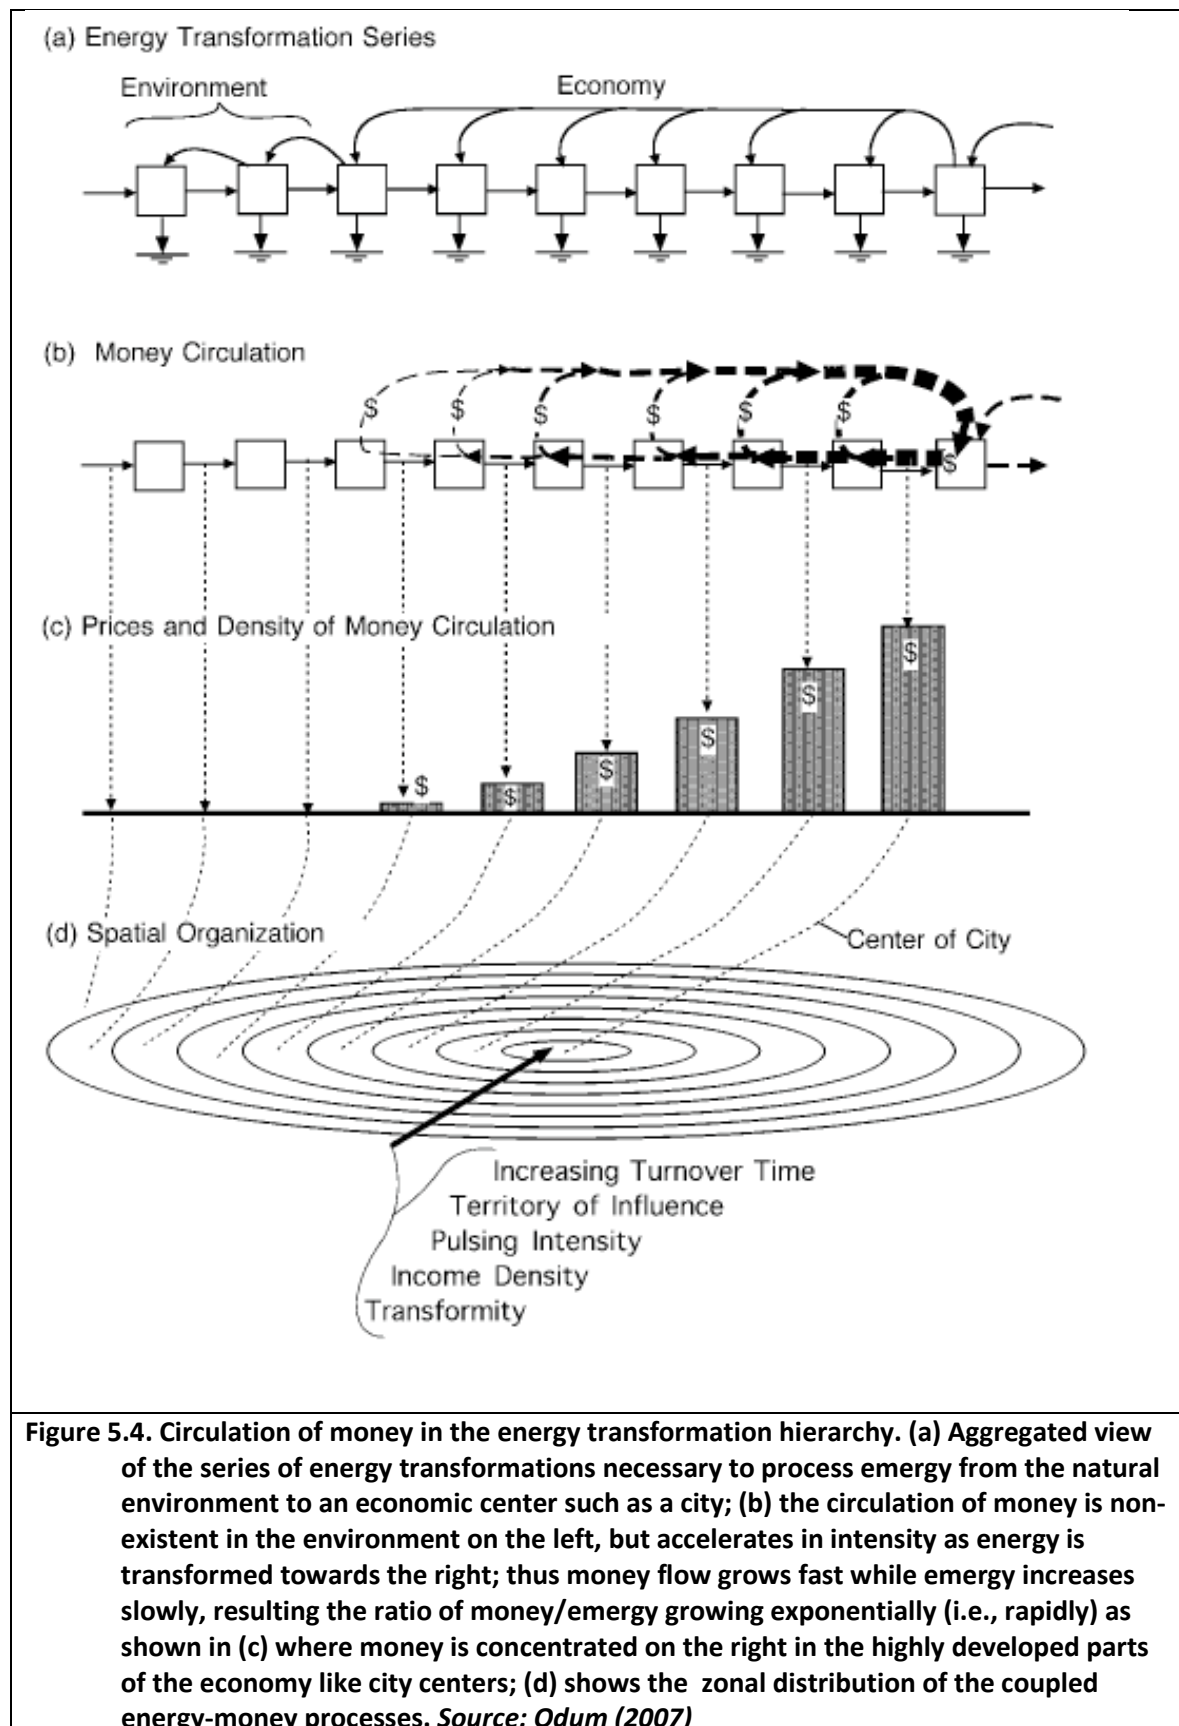 (a) Energy Transformation Series
Environment
Economy
(b) Money Circulation
$ $ $ $ $ $ $
(c) Prices and Density of Money Circulation
$ $ $ $ $ $
(d) Spatial Organization
Center of City
Increasing Turnover Time
Territory of Influence
Pulsing Intensity
Income Density
Transformity
Figure 5.4. Circulation of money in the energy transformation hierarchy. (a) Aggregated view
of the series of energy transformations necessary to process emergy from the natural
environment to an economic center such as a city; (b) the circulation of money is non-
existent in the environment on the left, but accelerates in intensity as energy is
transformed towards the right; thus money flow grows fast while emergy increases
slowly, resulting the ratio of money/emergy growing exponentially (i.e., rapidly) as
shown in (c) where money is concentrated on the right in the highly developed parts
of the economy like city centers; (d) shows the zonal distribution of the coupled
energy-money processes. Source: Odum (2007)